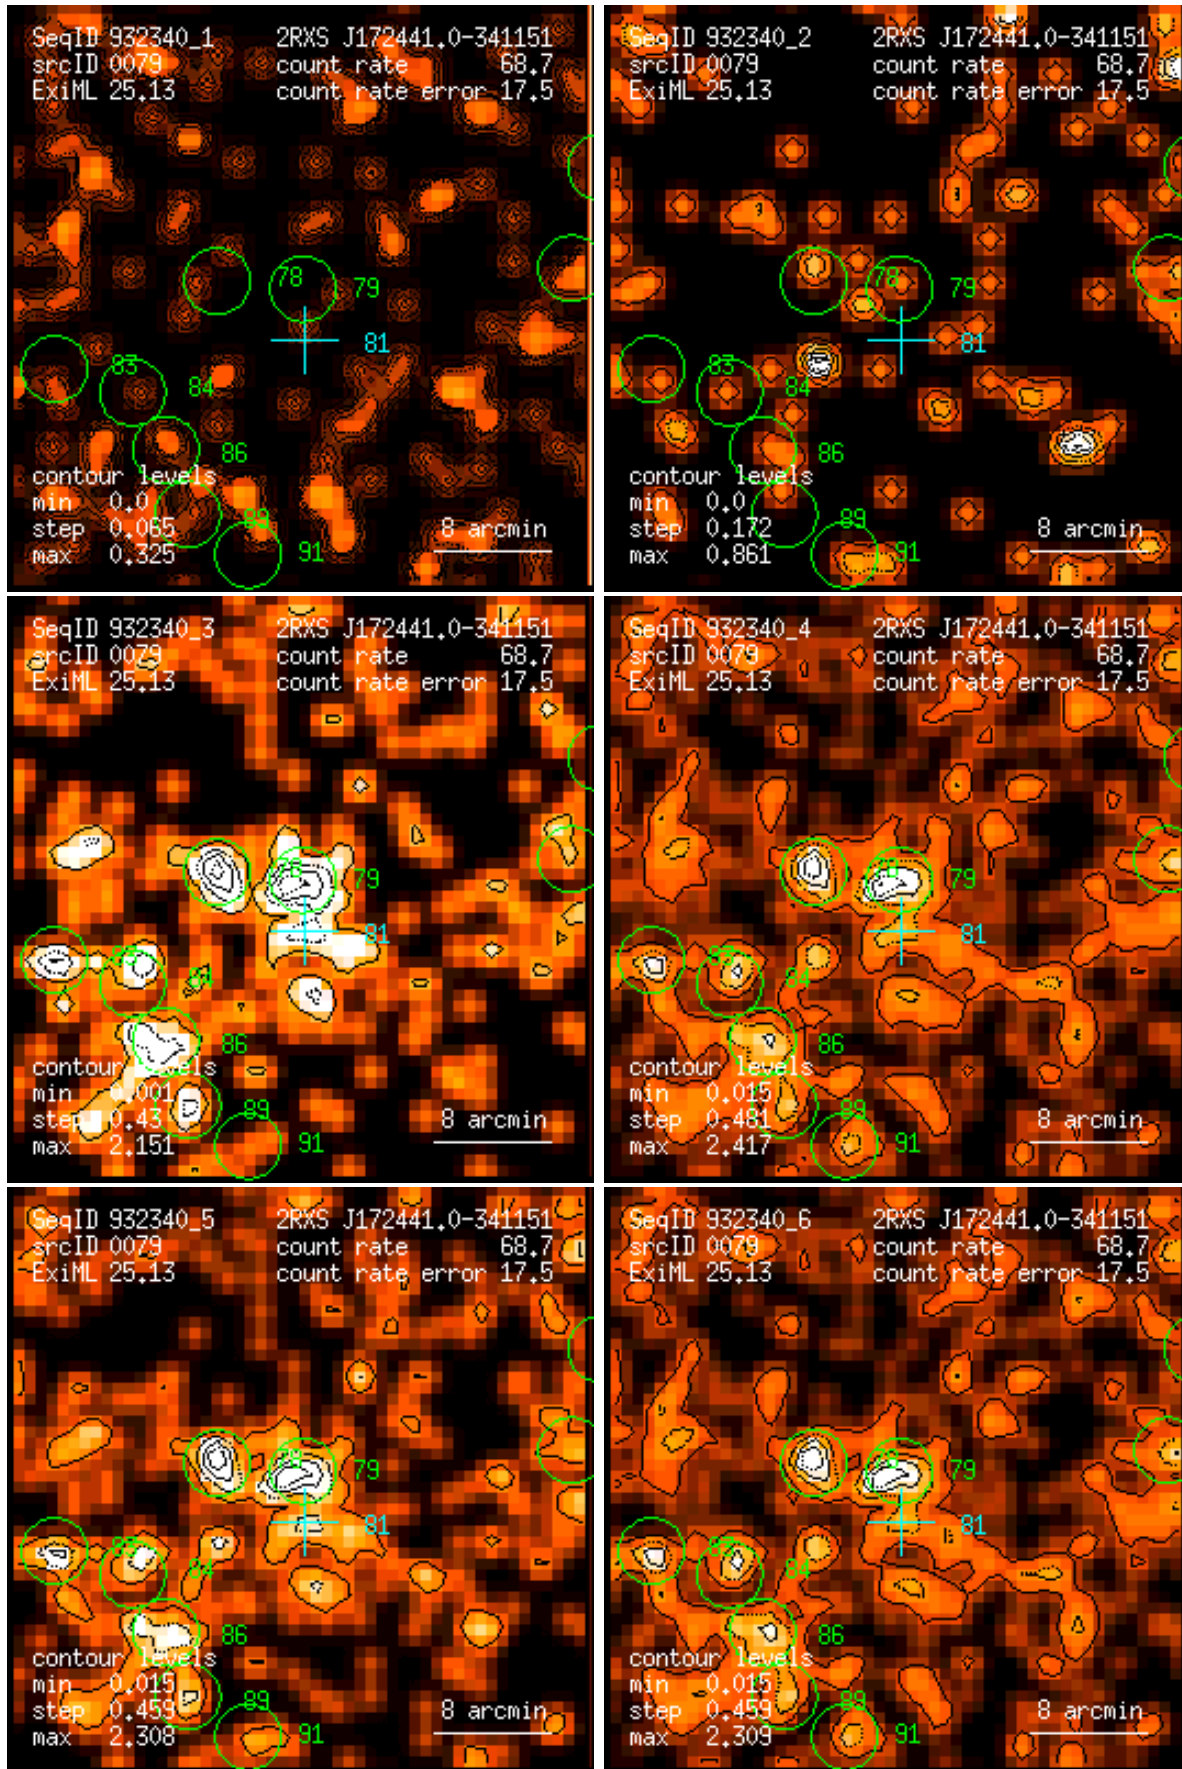 SeqID 932340_1 2RXS J172441.0-341151
srcID 0079 count rate 68.7
ExiML 25.13 count rate error 17.5
78 79
81
83
84
86
contour levels
min 0.0
step 0.065
max 0.325
89
8 arcmin
91
SeqID 932340_2 2RXS J172441.0-341151
srcID 0079 count rate 68.7
ExiML 25.13 count rate error 17.5
78 79
81
83
84
86
contour levels
min 0.0
step 0.172
max 0.861
89
8 arcmin
91
SeqID 932340_3 2RXS J172441.0-341151
srcID 0079 count rate 68.7
ExiML 25.13 count rate error 17.5
78 79
81
83
84
86
contour levels
min 0.001
step 0.43
max 2.151
89
8 arcmin
91
SeqID 932340_4 2RXS J172441.0-341151
srcID 0079 count rate 68.7
ExiML 25.13 count rate error 17.5
78 79
81
83
84
86
contour levels
min 0.015
step 0.481
max 2.417
89
8 arcmin
91
SeqID 932340_5 2RXS J172441.0-341151
srcID 0079 count rate 68.7
ExiML 25.13 count rate error 17.5
78 79
81
83
84
86
contour levels
min 0.015
step 0.459
max 2.308
89
8 arcmin
91
SeqID 932340_6 2RXS J172441.0-341151
srcID 0079 count rate 68.7
ExiML 25.13 count rate error 17.5
78 79
81
83
84
86
contour levels
min 0.015
step 0.459
max 2.309
89
8 arcmin
91